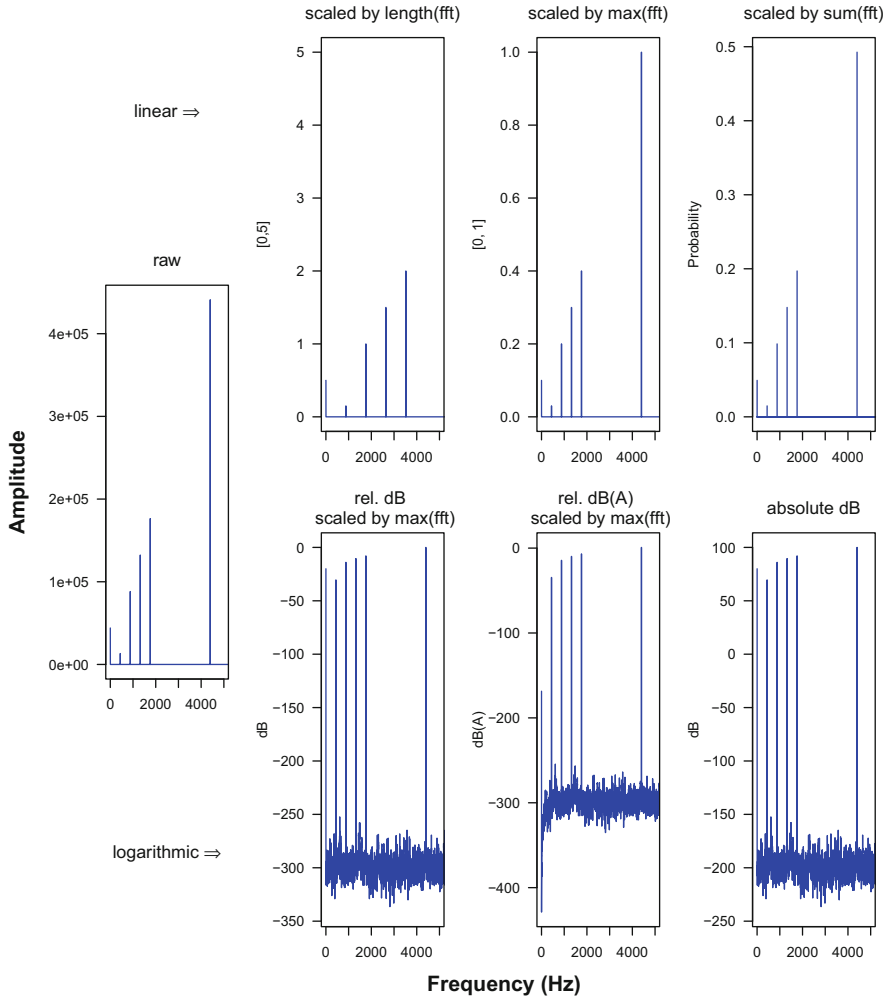 scaled by length(fft)
scaled by max(fft)
scaled by sum(fft)
linear ⇒
[0,5]
5
4
3
2
1
0
0 2000 4000
[0, 1]
1.0
0.8
0.6
0.4
0.2
0.0
0 2000 4000
Probability
0.5
0.4
0.3
0.2
0.1
0.0
0 2000 4000
raw
Amplitude
4e+05
3e+05
2e+05
1e+05
0e+00
0 2000 4000
rel. dB
scaled by max(fft)
rel. dB(A)
scaled by max(fft)
absolute dB
logarithmic ⇒
dB
0
−50
−100
−150
−200
−250
−300
−350
0 2000 4000
dB(A)
0
−100
−200
−300
−400
0 2000 4000
dB
100
50
0
−50
−100
−150
−200
−250
0 2000 4000
Frequency (Hz)